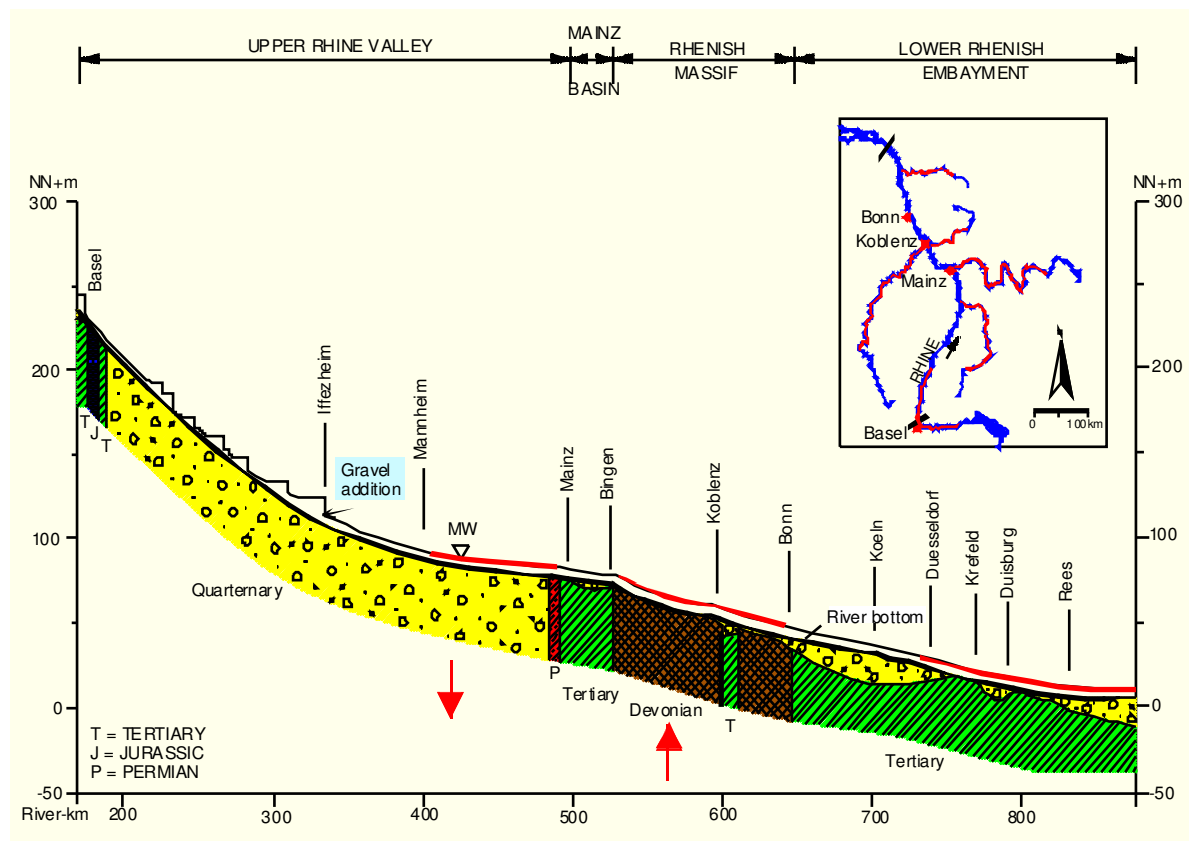 UPPER RHINE VALLEY
MAINZ
BASIN
RHENISH
MASSIF
LOWER RHENISH
EMBAYMENT
NN+m
300
200
100
0
-50
NN+m
300
200
100
0
-50
Basel
Iffezheim
Mannheim
Mainz
Bingen
Koblenz
Bonn
Koeln
Duesseldorf
Krefeld
Duisburg
Rees
Gravel
addition
MW
River bottom
T
J
T
Quarternary
P
Tertiary
Devonian
T
Tertiary
T = TERTIARY
J = JURASSIC
P = PERMIAN
River-km 200 300 400 500 600 700 800
Bonn
Koblenz
Mainz
RHINE
Basel
0 100km